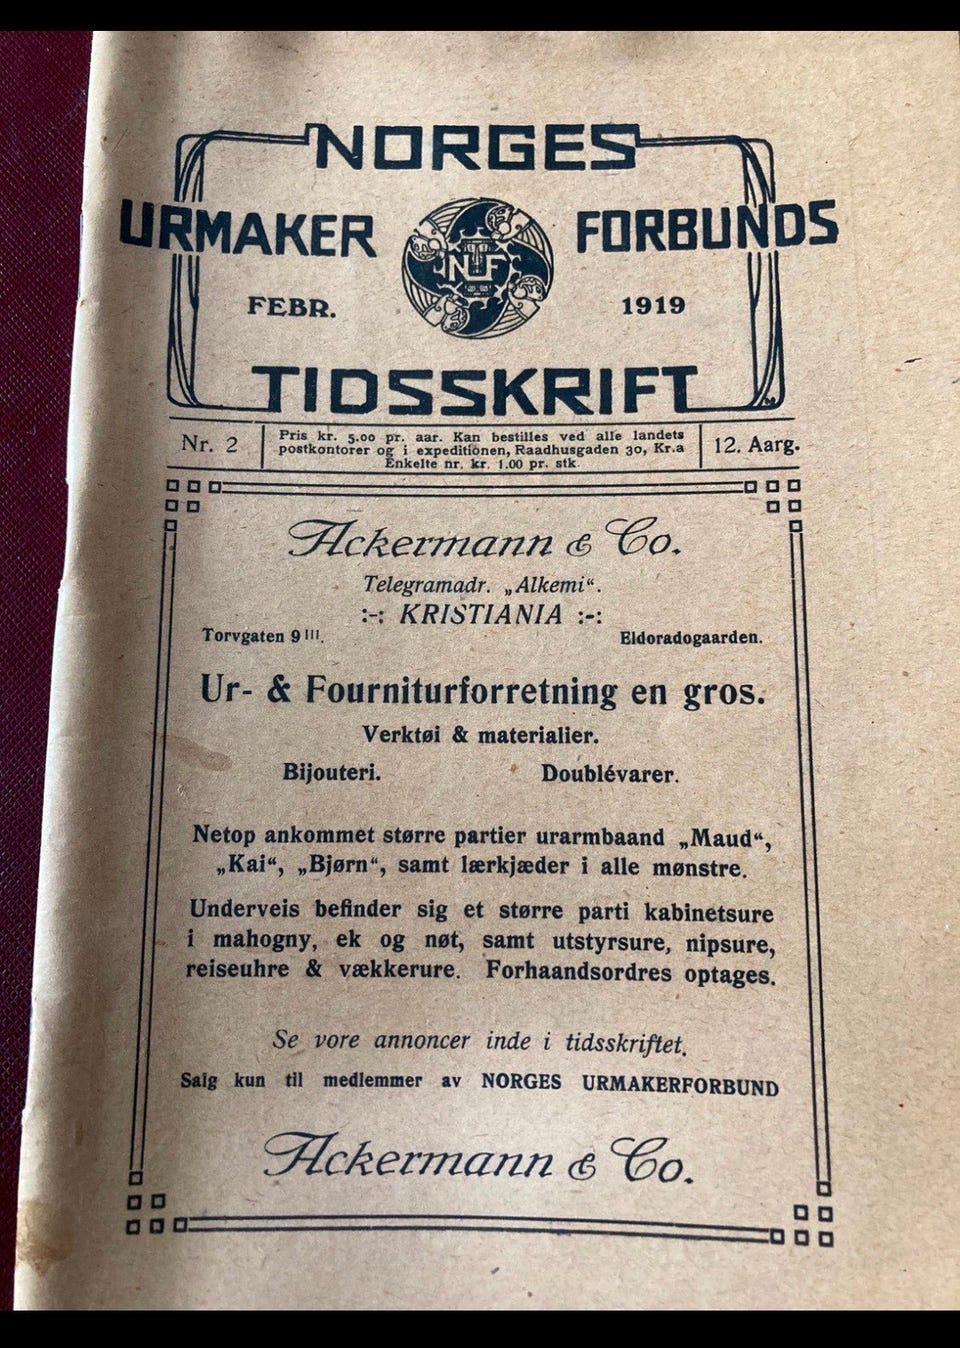 NORGES
URMAKER FORBUNDS
NUF
FEBR. 1919
TIDSSKRIFT
Nr. 2
Pris kr. 5.00 pr. aar. Kan bestilles ved alle landets
postkontorer og i expeditionen, Raadhusgaden 30, Kr.a
Enkelte nr. kr. 1.00 pr. stk.
12. Aarg.
Ackermann & Co.
Telegramadr. „Alkemi“.
:-: KRISTIANIA :-:
Torvgaten 9 III. Eldoradogaarden.
Ur- & Fourniturforretning en gros.
Verktøi & materialier.
Bijouteri. Doublévarer.
Netop ankommet større partier urarmbaand „Maud“,
„Kai“, „Bjørn“, samt lærkjæder i alle mønstre.
Underveis befinder sig et større parti kabinetsure
i mahogny, ek og nøt, samt utstyrsure, nipsure,
reiseuhre & vækkerure. Forhaandsordres optages.
Se vore annoncer inde i tidsskriftet.
Salg kun til medlemmer av NORGES URMAKERFORBUND
Ackermann & Co.